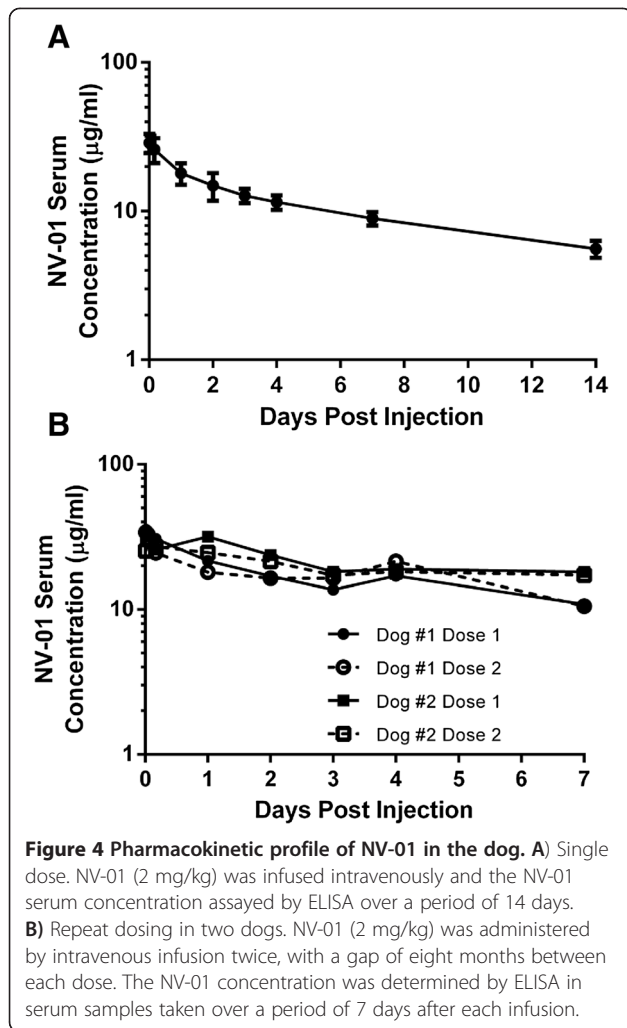 A
100
10
1
NV-01 Serum
Concentration (µg/ml)
0 2 4 6 8 10 12 14
Days Post Injection
B
100
10
1
NV-01 Serum
Concentration (µg/ml)
Dog #1 Dose 1
Dog #1 Dose 2
Dog #2 Dose 1
Dog #2 Dose 2
0 1 2 3 4 5 6 7
Days Post Injection
Figure 4 Pharmacokinetic profile of NV-01 in the dog. A) Single
dose. NV-01 (2 mg/kg) was infused intravenously and the NV-01
serum concentration assayed by ELISA over a period of 14 days.
B) Repeat dosing in two dogs. NV-01 (2 mg/kg) was administered
by intravenous infusion twice, with a gap of eight months between
each dose. The NV-01 concentration was determined by ELISA in
serum samples taken over a period of 7 days after each infusion.